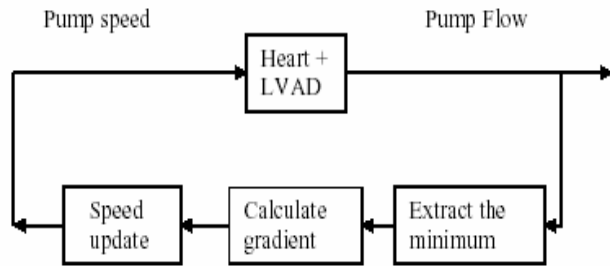 Pump speed
Pump Flow
Heart +
LVAD
Speed
update
Calculate
gradient
Extract the
minimum